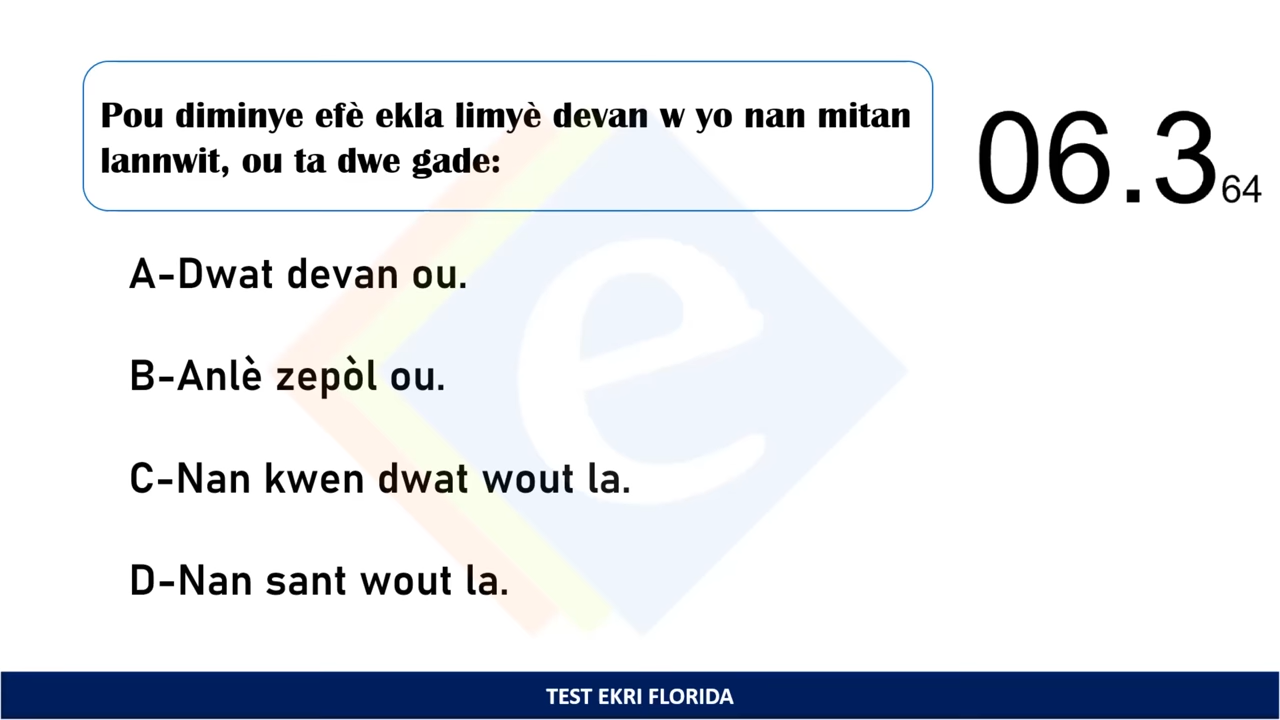 Pou diminye efè ekla limyè devan w yo nan mitan
lannwit, ou ta dwe gade:
06.364
A-Dwat devan ou.
B-Anlè zepòl ou.
C-Nan kwen dwat wout la.
D-Nan sant wout la.
e
TEST EKRI FLORIDA